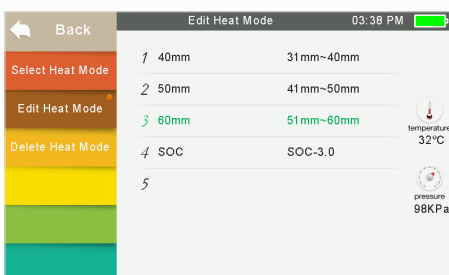 Back
Edit Heat Mode 03:38 PM
Select Heat Mode
Edit Heat Mode
Delete Heat Mode
1 40mm 31mm~40mm
2 50mm 41mm~50mm
3 60mm 51mm~60mm
4 SOC SOC-3.0
5
temperature
32°C
pressure
98KPa